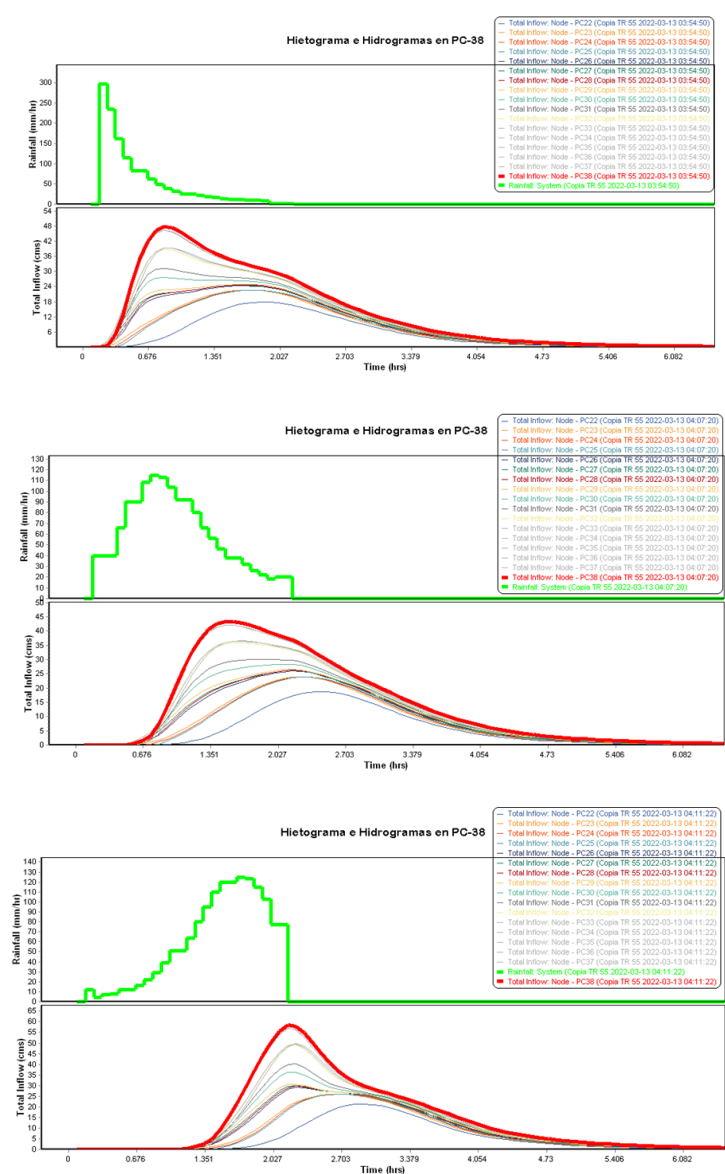 Hietograma e Hidrogramas en PC-38
Total Inflow: Node - PC22 (Copia TR 55 2022-03-13 03:54:50)
Total Inflow: Node - PC23 (Copia TR 55 2022-03-13 03:54:50)
Total Inflow: Node - PC24 (Copia TR 55 2022-03-13 03:54:50)
Total Inflow: Node - PC25 (Copia TR 55 2022-03-13 03:54:50)
Total Inflow: Node - PC26 (Copia TR 55 2022-03-13 03:54:50)
Total Inflow: Node - PC27 (Copia TR 55 2022-03-13 03:54:50)
Total Inflow: Node - PC28 (Copia TR 55 2022-03-13 03:54:50)
Total Inflow: Node - PC29 (Copia TR 55 2022-03-13 03:54:50)
Total Inflow: Node - PC30 (Copia TR 55 2022-03-13 03:54:50)
Total Inflow: Node - PC31 (Copia TR 55 2022-03-13 03:54:50)
Total Inflow: Node - PC32 (Copia TR 55 2022-03-13 03:54:50)
Total Inflow: Node - PC33 (Copia TR 55 2022-03-13 03:54:50)
Total Inflow: Node - PC34 (Copia TR 55 2022-03-13 03:54:50)
Total Inflow: Node - PC35 (Copia TR 55 2022-03-13 03:54:50)
Total Inflow: Node - PC36 (Copia TR 55 2022-03-13 03:54:50)
Total Inflow: Node - PC37 (Copia TR 55 2022-03-13 03:54:50)
Total Inflow: Node - PC38 (Copia TR 55 2022-03-13 03:54:50)
Rainfall: System (Copia TR 55 2022-03-13 03:54:50)
Rainfall (mm/hr)
300
250
200
150
100
50
0
Total Inflow (cms)
54
48
42
36
30
24
18
12
6
0 0.676 1.351 2.027 2.703 3.379 4.054 4.73 5.406 6.082
Time (hrs)
Hietograma e Hidrogramas en PC-38
Total Inflow: Node - PC22 (Copia TR 55 2022-03-13 04:07:20)
Total Inflow: Node - PC23 (Copia TR 55 2022-03-13 04:07:20)
Total Inflow: Node - PC24 (Copia TR 55 2022-03-13 04:07:20)
Total Inflow: Node - PC25 (Copia TR 55 2022-03-13 04:07:20)
Total Inflow: Node - PC26 (Copia TR 55 2022-03-13 04:07:20)
Total Inflow: Node - PC27 (Copia TR 55 2022-03-13 04:07:20)
Total Inflow: Node - PC28 (Copia TR 55 2022-03-13 04:07:20)
Total Inflow: Node - PC29 (Copia TR 55 2022-03-13 04:07:20)
Total Inflow: Node - PC30 (Copia TR 55 2022-03-13 04:07:20)
Total Inflow: Node - PC31 (Copia TR 55 2022-03-13 04:07:20)
Total Inflow: Node - PC32 (Copia TR 55 2022-03-13 04:07:20)
Total Inflow: Node - PC33 (Copia TR 55 2022-03-13 04:07:20)
Total Inflow: Node - PC34 (Copia TR 55 2022-03-13 04:07:20)
Total Inflow: Node - PC35 (Copia TR 55 2022-03-13 04:07:20)
Total Inflow: Node - PC36 (Copia TR 55 2022-03-13 04:07:20)
Total Inflow: Node - PC37 (Copia TR 55 2022-03-13 04:07:20)
Total Inflow: Node - PC38 (Copia TR 55 2022-03-13 04:07:20)
Rainfall: System (Copia TR 55 2022-03-13 04:07:20)
Rainfall (mm/hr)
130
120
110
100
90
80
70
60
50
40
30
20
10
0
Total Inflow (cms)
50
45
40
35
30
25
20
15
10
5
0
0 0.676 1.351 2.027 2.703 3.379 4.054 4.73 5.406 6.082
Time (hrs)
Hietograma e Hidrogramas en PC-38
Total Inflow: Node - PC22 (Copia TR 55 2022-03-13 04:11:22)
Total Inflow: Node - PC23 (Copia TR 55 2022-03-13 04:11:22)
Total Inflow: Node - PC24 (Copia TR 55 2022-03-13 04:11:22)
Total Inflow: Node - PC25 (Copia TR 55 2022-03-13 04:11:22)
Total Inflow: Node - PC26 (Copia TR 55 2022-03-13 04:11:22)
Total Inflow: Node - PC27 (Copia TR 55 2022-03-13 04:11:22)
Total Inflow: Node - PC28 (Copia TR 55 2022-03-13 04:11:22)
Total Inflow: Node - PC29 (Copia TR 55 2022-03-13 04:11:22)
Total Inflow: Node - PC30 (Copia TR 55 2022-03-13 04:11:22)
Total Inflow: Node - PC31 (Copia TR 55 2022-03-13 04:11:22)
Total Inflow: Node - PC32 (Copia TR 55 2022-03-13 04:11:22)
Total Inflow: Node - PC33 (Copia TR 55 2022-03-13 04:11:22)
Total Inflow: Node - PC34 (Copia TR 55 2022-03-13 04:11:22)
Total Inflow: Node - PC35 (Copia TR 55 2022-03-13 04:11:22)
Total Inflow: Node - PC36 (Copia TR 55 2022-03-13 04:11:22)
Total Inflow: Node - PC37 (Copia TR 55 2022-03-13 04:11:22)
Rainfall: System (Copia TR 55 2022-03-13 04:11:22)
Total Inflow: Node - PC38 (Copia TR 55 2022-03-13 04:11:22)
Rainfall (mm/hr)
140
130
120
110
100
90
80
70
60
50
40
30
20
10
0
Total Inflow (cms)
65
60
55
50
45
40
35
30
25
20
15
10
5
0
0 0.676 1.351 2.027 2.703 3.379 4.054 4.73 5.406 6.082
Time (hrs)